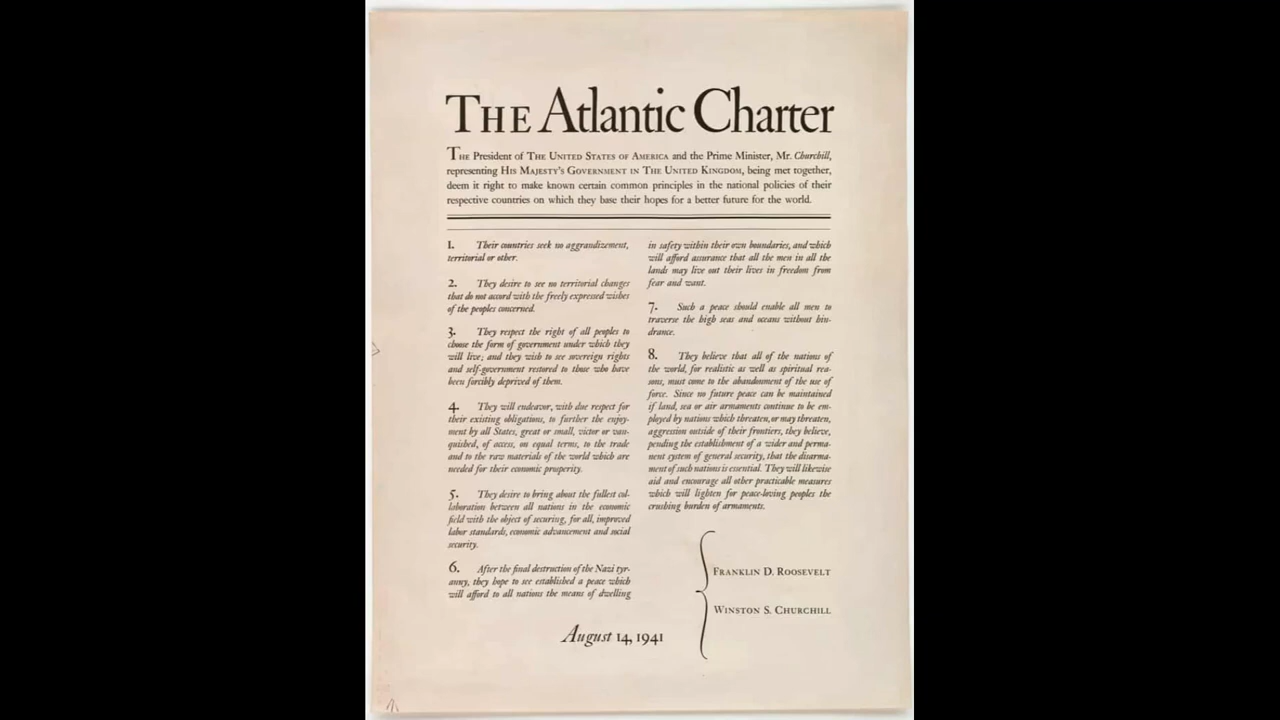 THE Atlantic Charter
THE President of THE UNITED STATES OF AMERICA and the Prime Minister, Mr. Churchill,
representing HIS MAJESTY'S GOVERNMENT IN THE UNITED KINGDOM, being met together,
deem it right to make known certain common principles in the national policies of their
respective countries on which they base their hopes for a better future for the world.
1. Their countries seek no aggrandizement,
territorial or other.
2. They desire to see no territorial changes
that do not accord with the freely expressed wishes
of the peoples concerned.
3. They respect the right of all peoples to
choose the form of government under which they
will live; and they wish to see sovereign rights
and self-government restored to those who have
been forcibly deprived of them.
4. They will endeavor, with due respect for
their existing obligations, to further the enjoy-
ment by all States, great or small, victor or van-
quished, of access, on equal terms, to the trade
and to the raw materials of the world which are
needed for their economic prosperity.
5. They desire to bring about the fullest col-
laboration between all nations in the economic
field with the object of securing, for all, improved
labor standards, economic advancement and social
security.
6. After the final destruction of the Nazi tyr-
anny, they hope to see established a peace which
will afford to all nations the means of dwelling
in safety within their own boundaries, and which
will afford assurance that all the men in all the
lands may live out their lives in freedom from
fear and want.
7. Such a peace should enable all men to
traverse the high seas and oceans without hin-
drance.
8. They believe that all of the nations of
the world, for realistic as well as spiritual rea-
sons, must come to the abandonment of the use of
force. Since no future peace can be maintained
if land, sea or air armaments continue to be em-
ployed by nations which threaten, or may threaten,
aggression outside of their frontiers, they believe,
pending the establishment of a wider and perma-
nent system of general security, that the disarma-
ment of such nations is essential. They will likewise
aid and encourage all other practicable measures
which will lighten for peace-loving peoples the
crushing burden of armaments.
FRANKLIN D. ROOSEVELT
WINSTON S. CHURCHILL
August 14, 1941